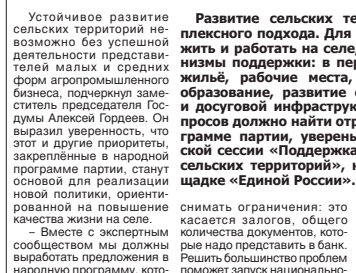 Устойчивое развитие
сельских территорий не-
возможно без успешной
деятельности представи-
телей малых и средних
форм агропромышленного
бизнеса, подчеркнул заме-
ститель председателя Гос-
думы Алексей Гордеев. Он
выразил уверенность, что
этот и другие приоритеты,
закреплённые в народной
программе партии, станут
основой для реализации
новой политики, ориенти-
рованной на повышение
качества жизни на селе.
– Вместе с экспертным
сообществом мы должны
выработать предложения в
народную программу, кото-
Развитие сельских те
плексного подхода. Для
жить и работать на селе,
низмы поддержки: в пер
жильё, рабочие места,
образование, развитие
и досуговой инфраструк
просов должно найти отр
грамме партии, уверены
ской сессии «Поддержка
сельских территорий», н
щадке «Единой России».
снимать ограничения: это
касается залогов, общего
количества документов, кото-
рые надо представить в банк.
Решить большинство проблем
поможет запуск национально-